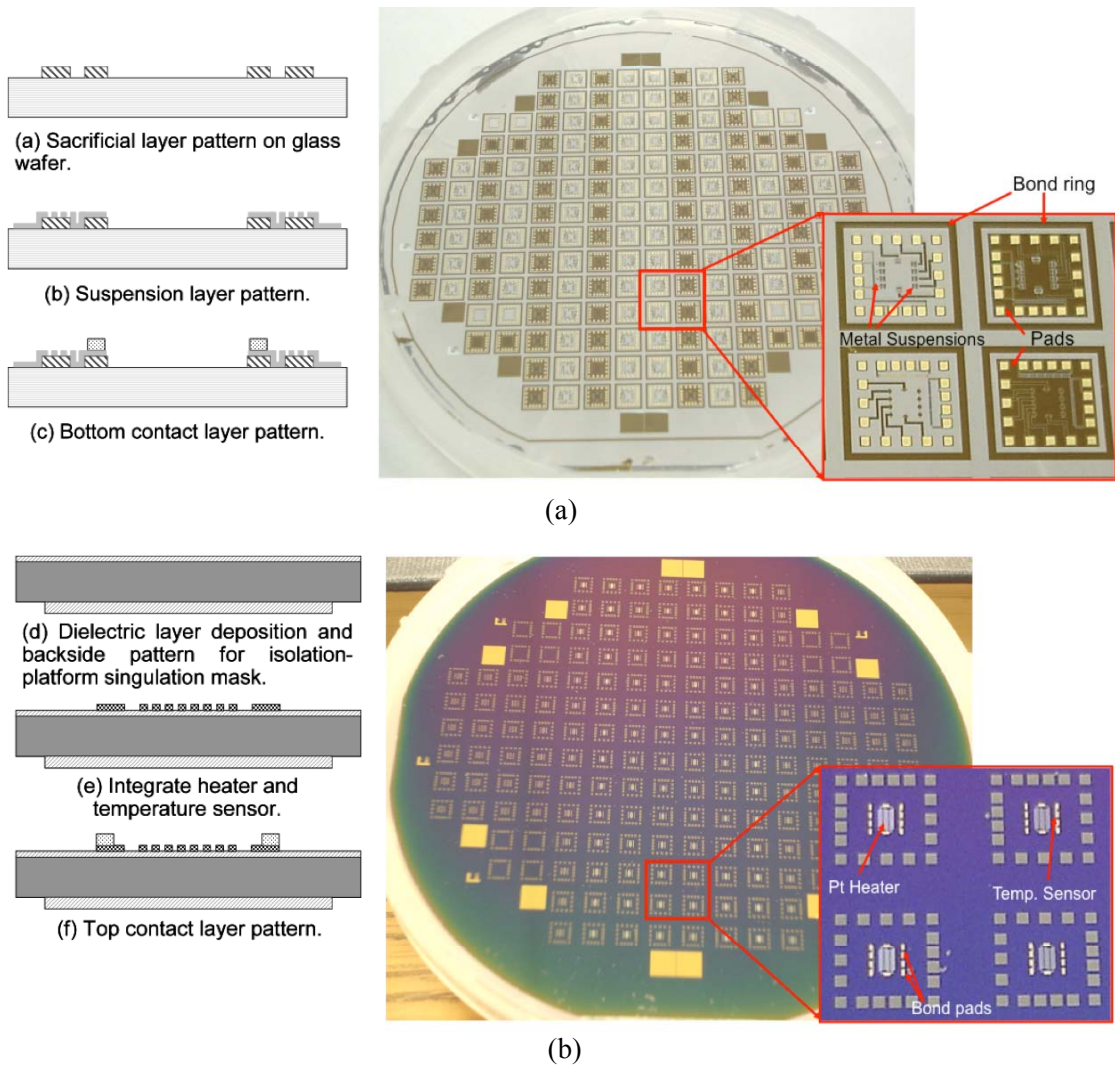 (a) Sacrificial layer pattern on glass
wafer.
(b) Suspension layer pattern.
(c) Bottom contact layer pattern.
Bond ring
Metal Suspensions
Pads
(a)
(d) Dielectric layer deposition and
backside pattern for isolation-
platform singulation mask.
(e) Integrate heater and
temperature sensor.
(f) Top contact layer pattern.
Pt Heater
Temp. Sensor
Bond pads
(b)